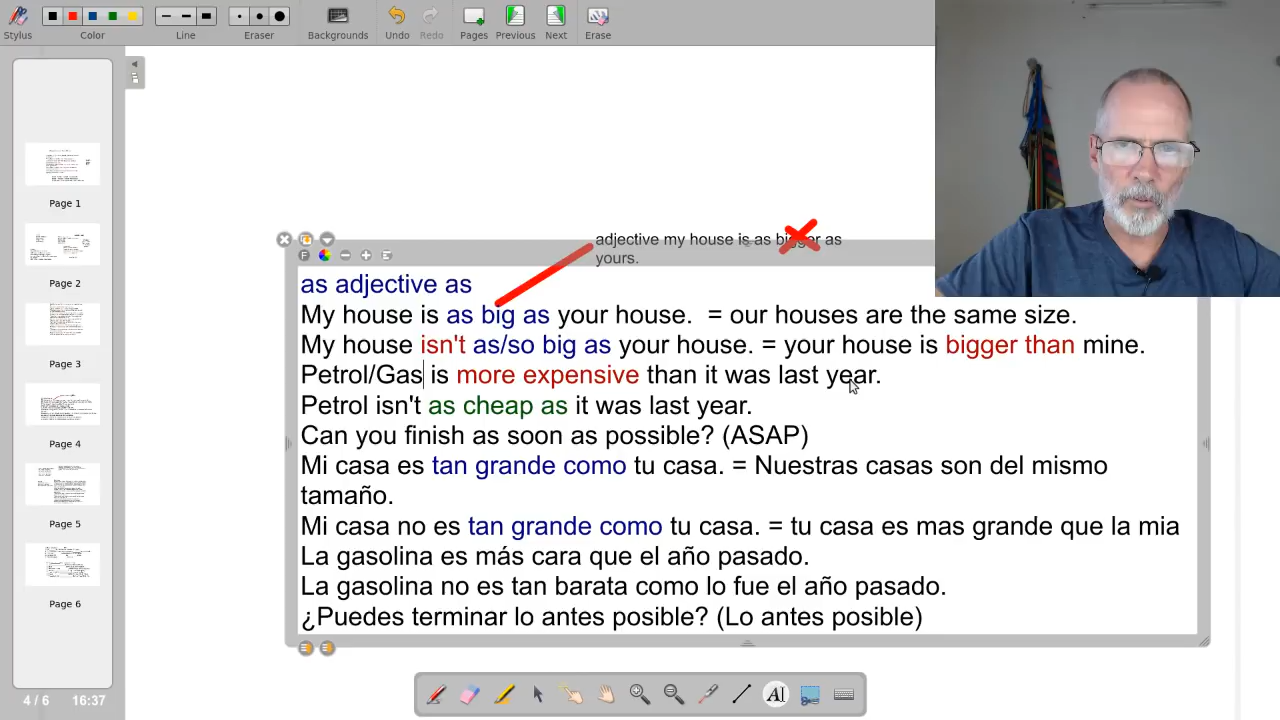 Stylus
Color
Line
Eraser
Backgrounds
Undo
Redo
Pages
Previous
Next
Erase
Page 1
Page 2
Page 3
Page 4
Page 5
Page 6
4 / 6 16:37
adjective my house is as bigger as
yours.
as adjective as
My house is as big as your house. = our houses are the same size.
My house isn't as/so big as your house. = your house is bigger than mine.
Petrol/Gas is more expensive than it was last year.
Petrol isn't as cheap as it was last year.
Can you finish as soon as possible? (ASAP)
Mi casa es tan grande como tu casa. = Nuestras casas son del mismo
tamaño.
Mi casa no es tan grande como tu casa. = tu casa es mas grande que la mia
La gasolina es más cara que el año pasado.
La gasolina no es tan barata como lo fue el año pasado.
¿Puedes terminar lo antes posible? (Lo antes posible)